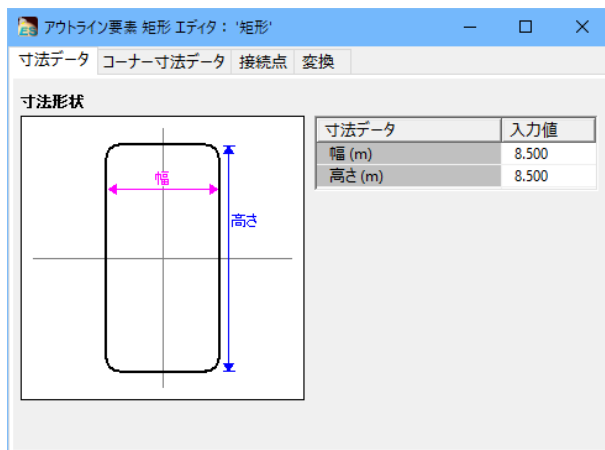 アウトライン要素 矩形 エディタ： '矩形'
寸法データ コーナー寸法データ 接続点 変換
寸法形状
寸法データ 入力値
幅 (m) 8.500
高さ (m) 8.500
幅
高さ